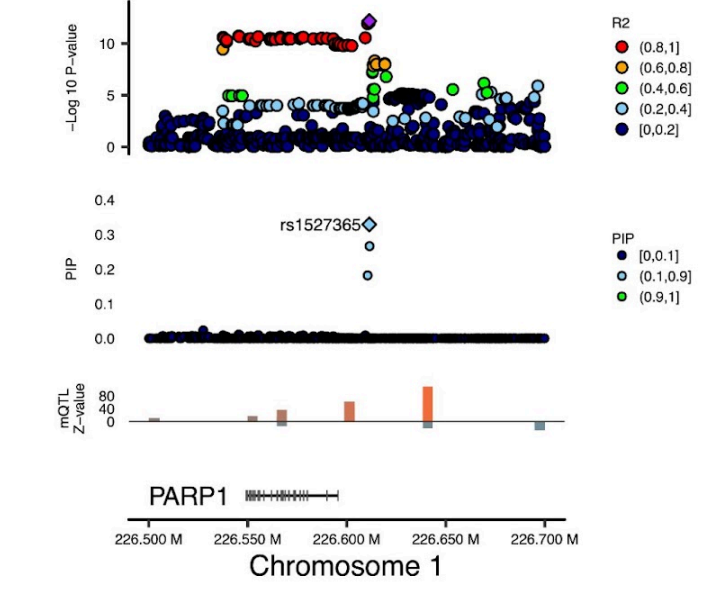 −Log 10 P−value
10
5
0
R2
(0.8,1]
(0.6,0.8]
(0.4,0.6]
(0.2,0.4]
[0,0.2]
PIP
0.4
0.3
0.2
0.1
0.0
rs1527365
PIP
[0,0.1]
(0.1,0.9]
(0.9,1]
mQTL
Z−value
80
40
0
PARP1
226.500 M
226.550 M
226.600 M
226.650 M
226.700 M
Chromosome 1